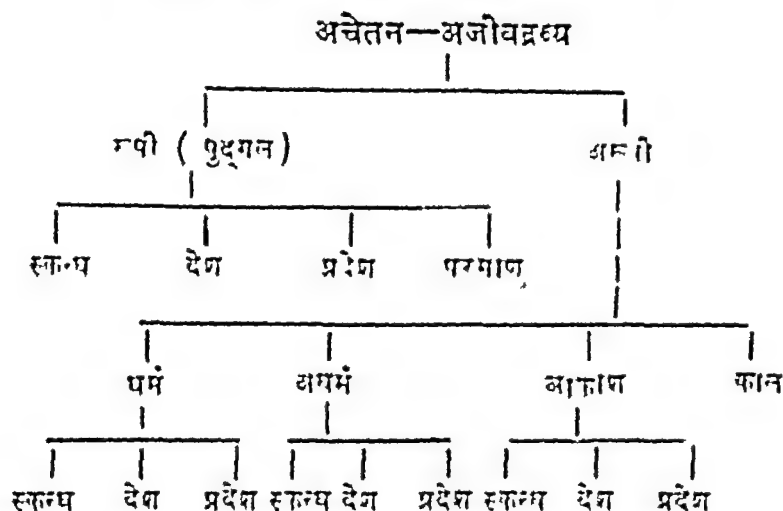 अचेतन—अजीवद्रव्य
रूपी ( पुद्गल ) अरूपी
स्कन्ध देश प्रदेश परमाणु
धर्म अधर्म आकाश काल
स्कन्ध देश प्रदेश स्कन्ध देश प्रदेश स्कन्ध देश प्रदेश